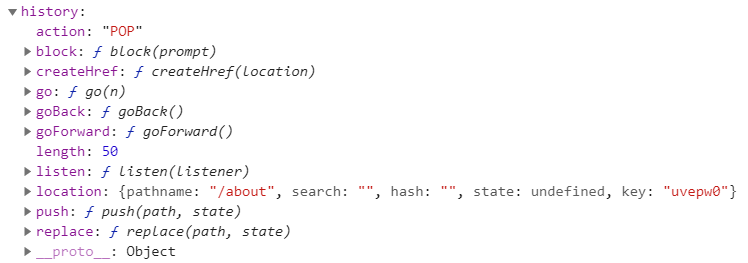 history:
action: "POP"
block: ƒ block(prompt)
createHref: ƒ createHref(location)
go: ƒ go(n)
goBack: ƒ goBack()
goForward: ƒ goForward()
length: 50
listen: ƒ listen(listener)
location: {pathname: "/about", search: "", hash: "", state: undefined, key: "uvepw0"}
push: ƒ push(path, state)
replace: ƒ replace(path, state)
__proto__: Object